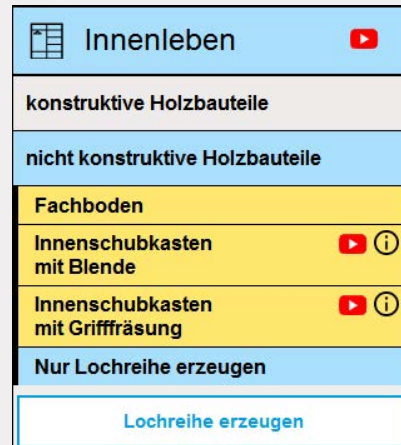 Innenleben
konstruktive Holzbauteile
nicht konstruktive Holzbauteile
Fachboden
Innenschubkasten
mit Blende
Innenschubkasten
mit Grifffräsung
Nur Lochreihe erzeugen
Lochreihe erzeugen